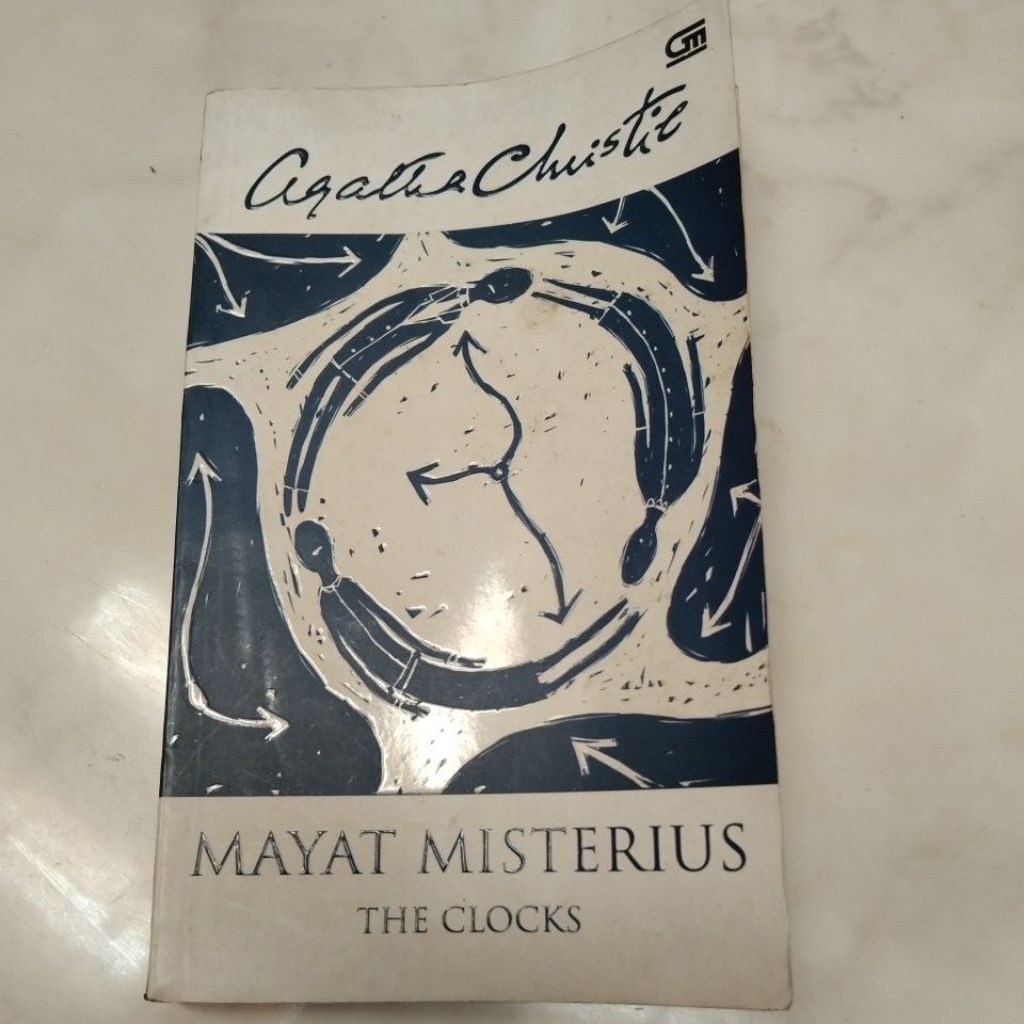 Agatha Christie
MAYAT MISTERIUS
THE CLOCKS